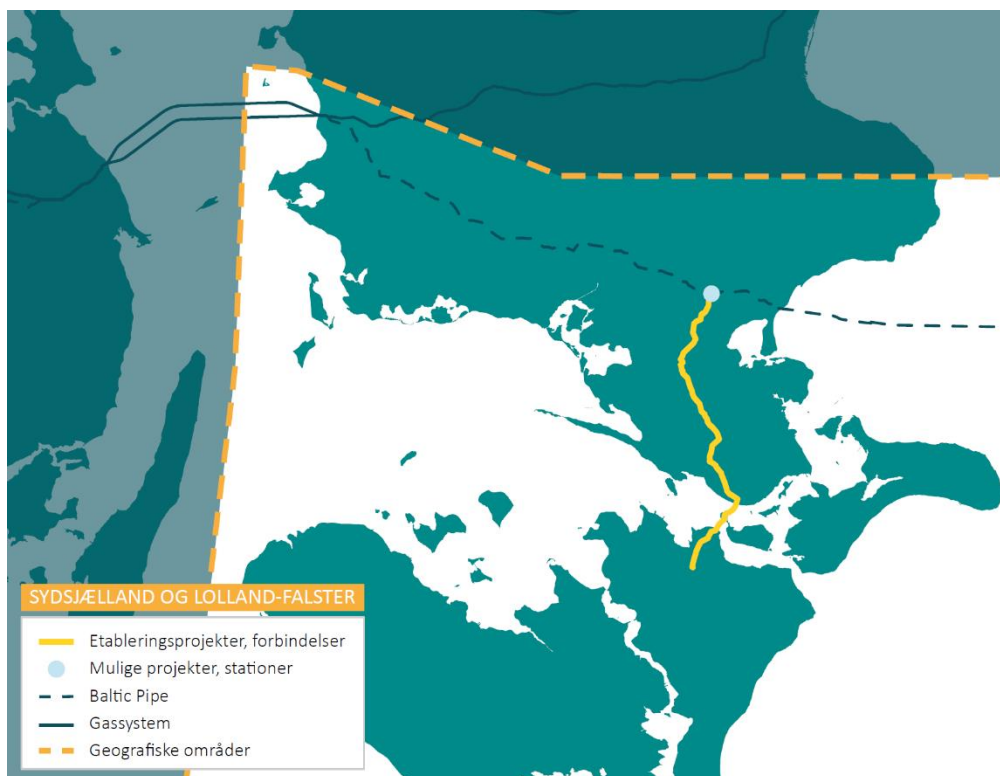 SYDSJÆLLAND OG LOLLAND-FALSTER
Etableringsprojekter, forbindelser
Mulige projekter, stationer
Baltic Pipe
Gassystem
Geografiske områder